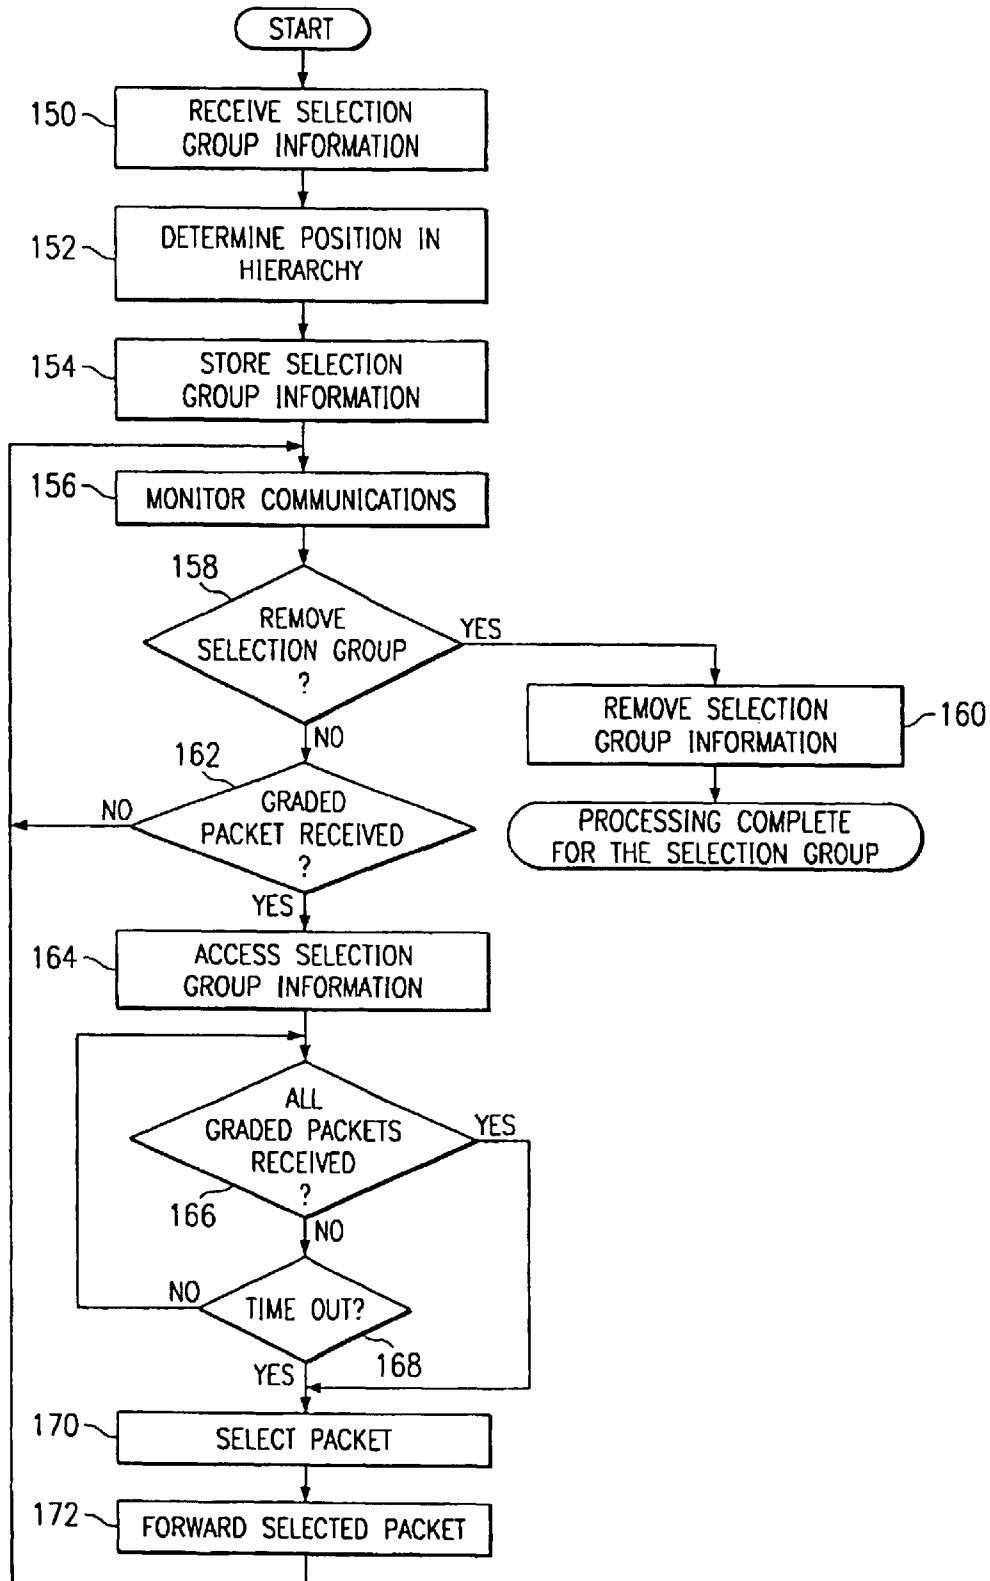 START
150
RECEIVE SELECTION
GROUP INFORMATION
152
DETERMINE POSITION IN
HIERARCHY
154
STORE SELECTION
GROUP INFORMATION
156
MONITOR COMMUNICATIONS
158
REMOVE
SELECTION GROUP
?
YES
NO
REMOVE SELECTION
GROUP INFORMATION
160
PROCESSING COMPLETE
FOR THE SELECTION GROUP
162
GRADED
PACKET RECEIVED
?
NO
YES
164
ACCESS SELECTION
GROUP INFORMATION
ALL
GRADED PACKETS
RECEIVED
?
YES
166
NO
TIME OUT?
NO
168
YES
170
SELECT PACKET
172
FORWARD SELECTED PACKET